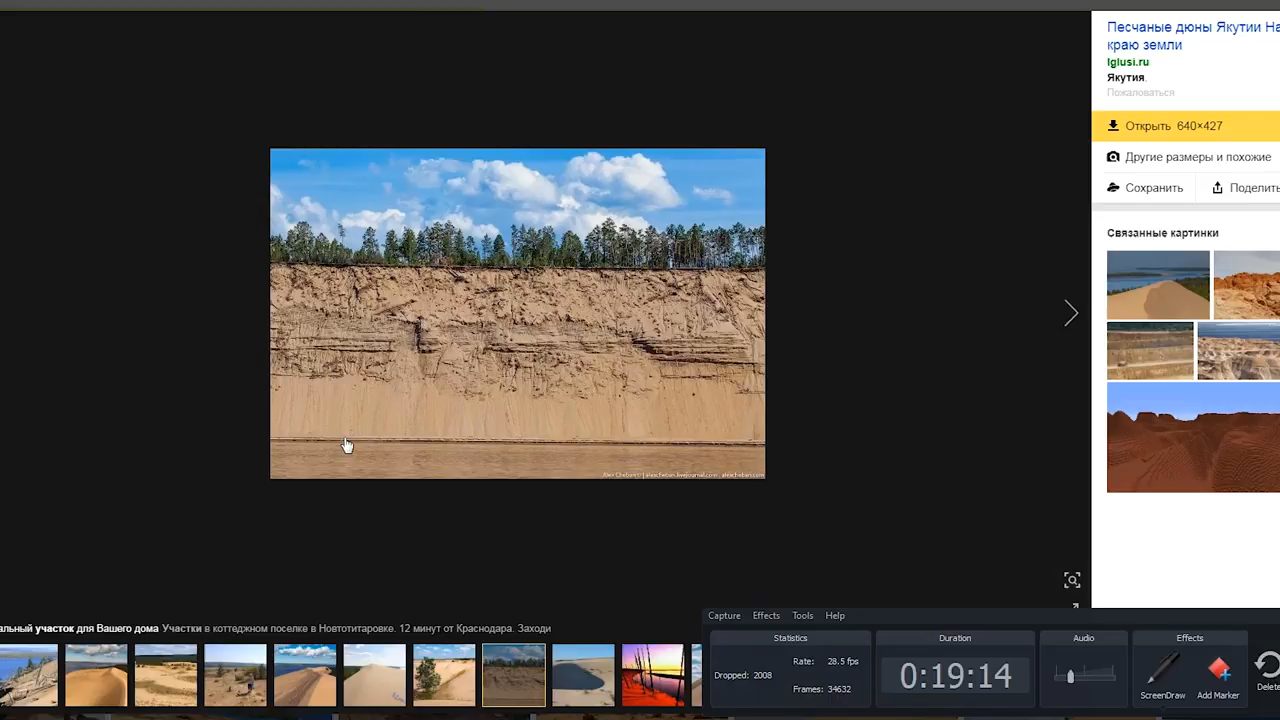 Песчаные дюны Якутии На
краю земли
Iglusi.ru
Якутия.
Пожаловаться
Открыть 640×427
Другие размеры и похожие
Сохранить
Поделить
Связанные картинки
альный участок для Вашего дома Участки в коттеджном поселке в Новтотитаровке. 12 минут от Краснодара. Заходи
Capture Effects Tools Help
Statistics
Duration
Audio
Effects
Rate: 28.5 fps
Dropped: 2008
Frames: 34632
0:19:14
ScreenDraw
Add Marker
Delete